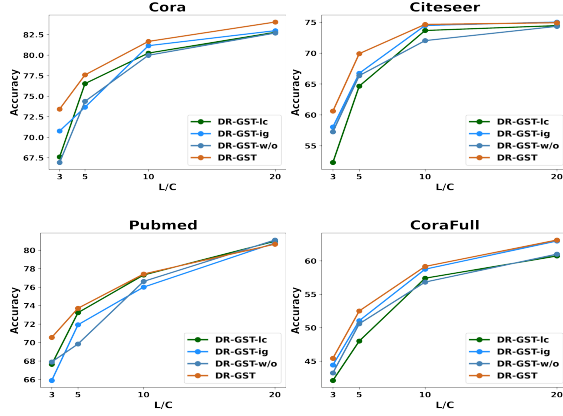 Cora
Accuracy
82.5
80.0
77.5
75.0
72.5
70.0
67.5
3 5 10 20
L/C
DR-GST-lc
DR-GST-ig
DR-GST-w/o
DR-GST
Citeseer
Accuracy
75
70
65
60
55
3 5 10 20
L/C
DR-GST-lc
DR-GST-ig
DR-GST-w/o
DR-GST
Pubmed
Accuracy
80
78
76
74
72
70
68
66
3 5 10 20
L/C
DR-GST-lc
DR-GST-ig
DR-GST-w/o
DR-GST
CoraFull
Accuracy
60
55
50
45
3 5 10 20
L/C
DR-GST-lc
DR-GST-ig
DR-GST-w/o
DR-GST